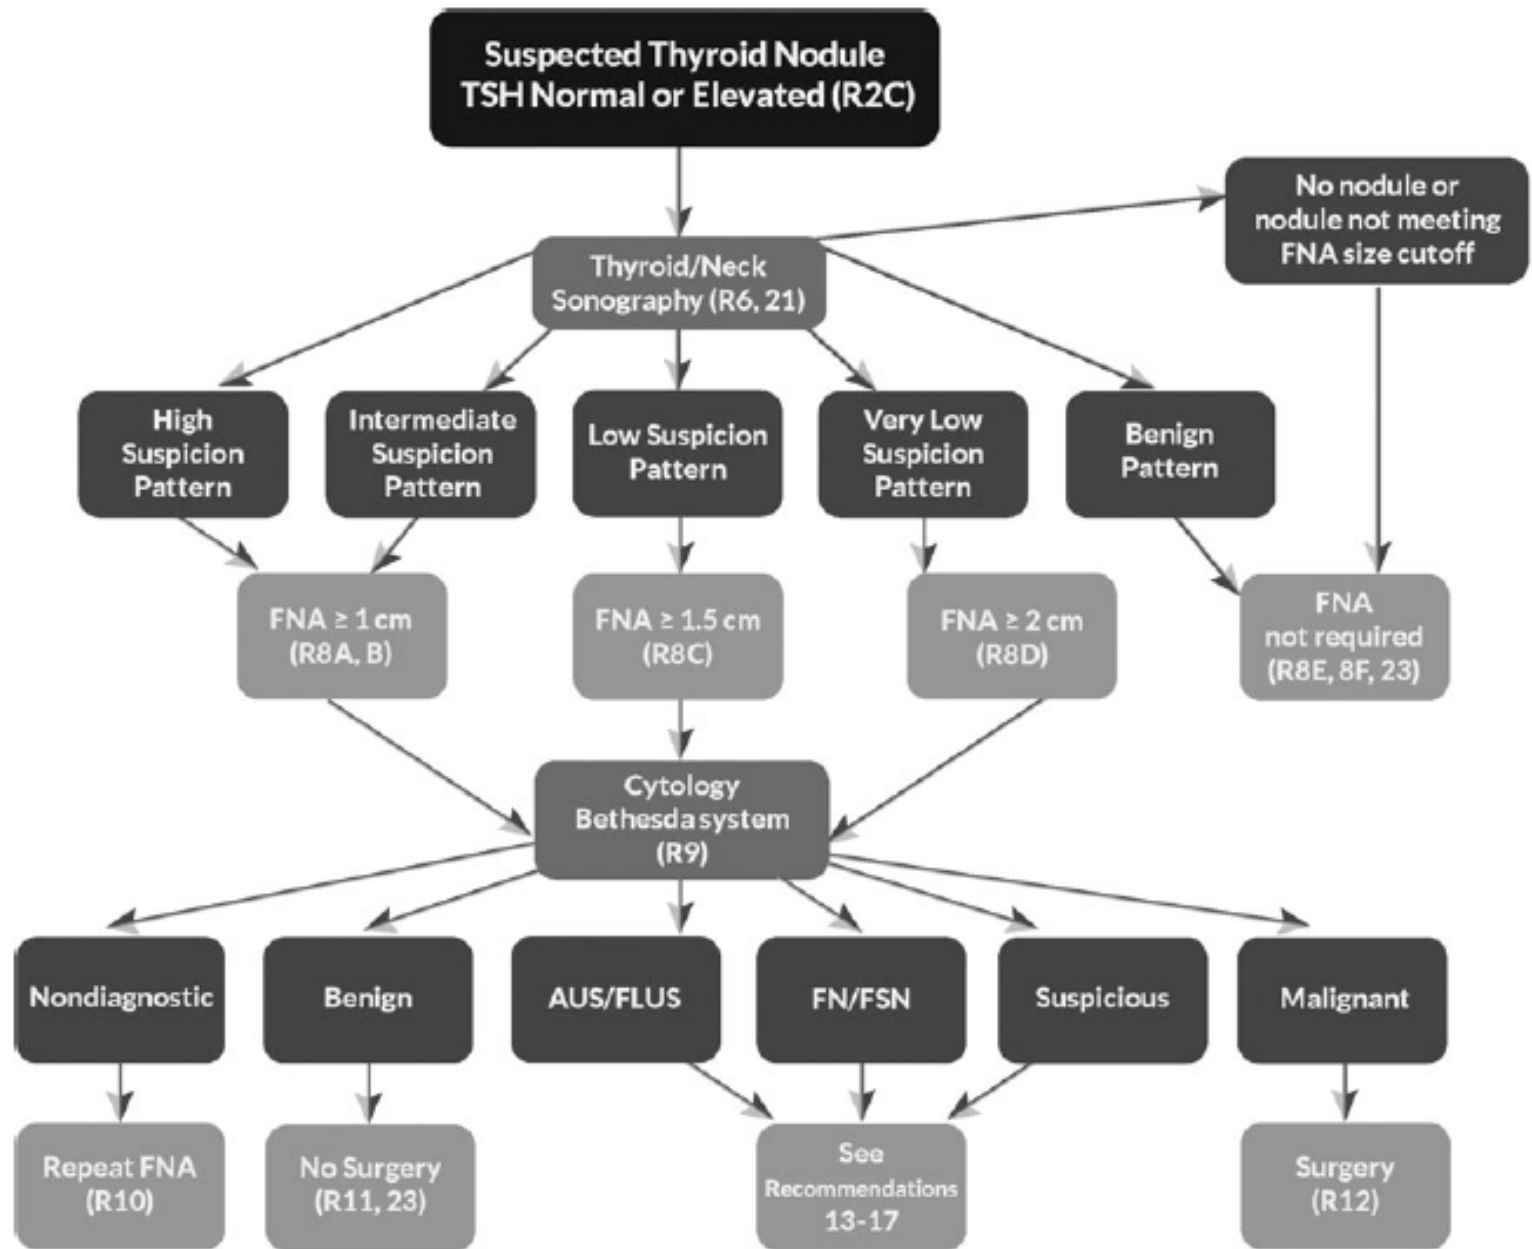 Suspected Thyroid Nodule
TSH Normal or Elevated (R2C)
No nodule or
nodule not meeting
FNA size cutoff
Thyroid/Neck
Sonography (R6, 21)
High
Suspicion
Pattern
Intermediate
Suspicion
Pattern
Low Suspicion
Pattern
Very Low
Suspicion
Pattern
Benign
Pattern
FNA ≥ 1 cm
(R8A, B)
FNA ≥ 1.5 cm
(R8C)
FNA ≥ 2 cm
(R8D)
FNA
not required
(R8E, 8F, 23)
Cytology
Bethesda system
(R9)
Nondiagnostic
Benign
AUS/FLUS
FN/FSN
Suspicious
Malignant
Repeat FNA
(R10)
No Surgery
(R11, 23)
See
Recommendations
13-17
Surgery
(R12)